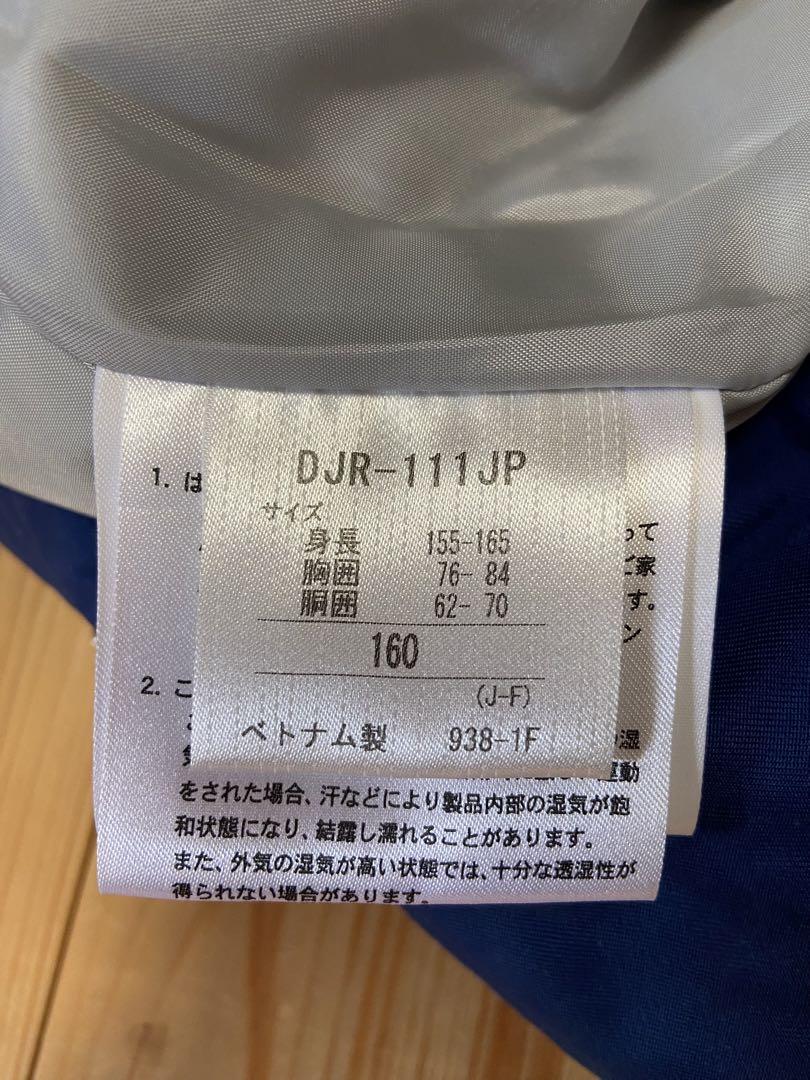 DJR-111JP
サイズ
身長 155-165
胸囲 76- 84
胴囲 62- 70
160
(J-F)
ベトナム製 938-1F
1. は
って
ご家
す。
ン
2. こ
湿
運動
をされた場合、汗などにより製品内部の湿気が飽
和状態になり、結露し濡れることがあります。
また、外気の湿気が高い状態では、十分な透湿性が
得られない場合があります。